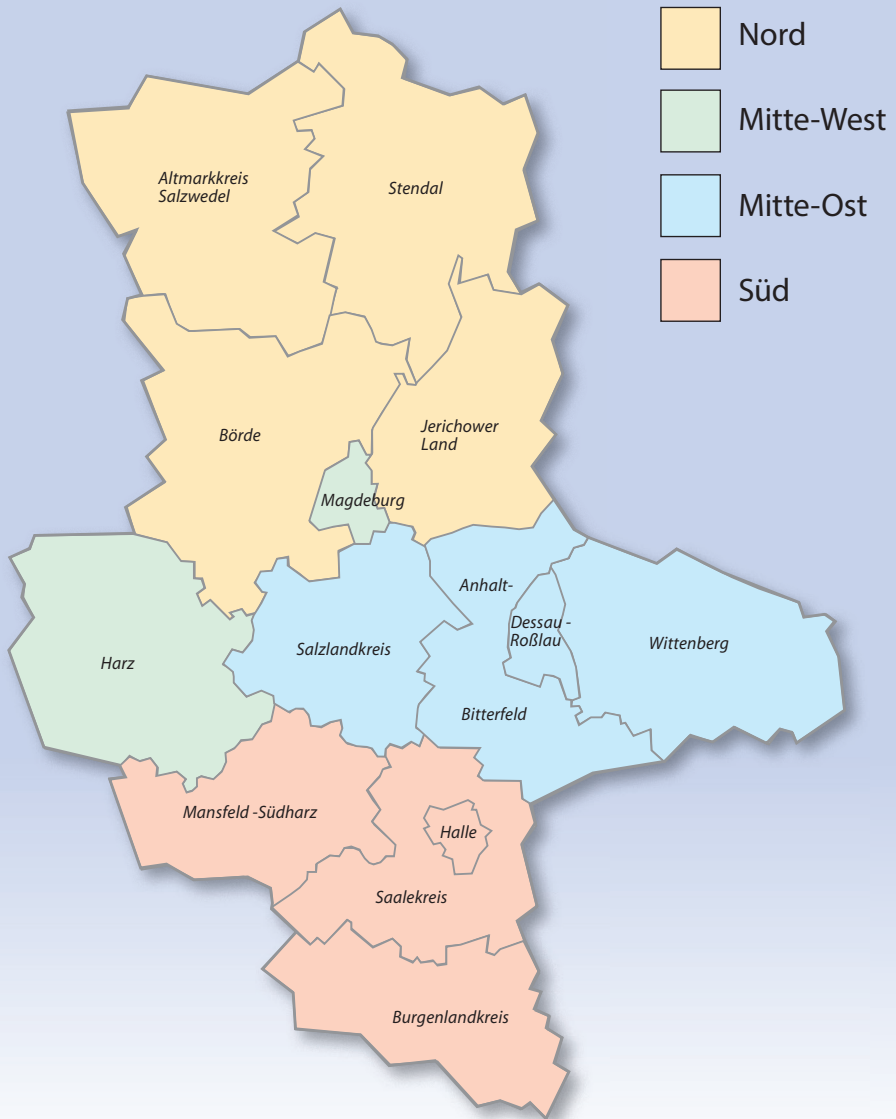 Nord
Mitte-West
Mitte-Ost
Süd
Altmarkkreis
Salzwedel
Stendal
Börde
Jerichower
Land
Magdeburg
Anhalt-
Dessau -
Roßlau
Wittenberg
Harz
Salzlandkreis
Bitterfeld
Mansfeld -Südharz
Halle
Saalekreis
Burgenlandkreis